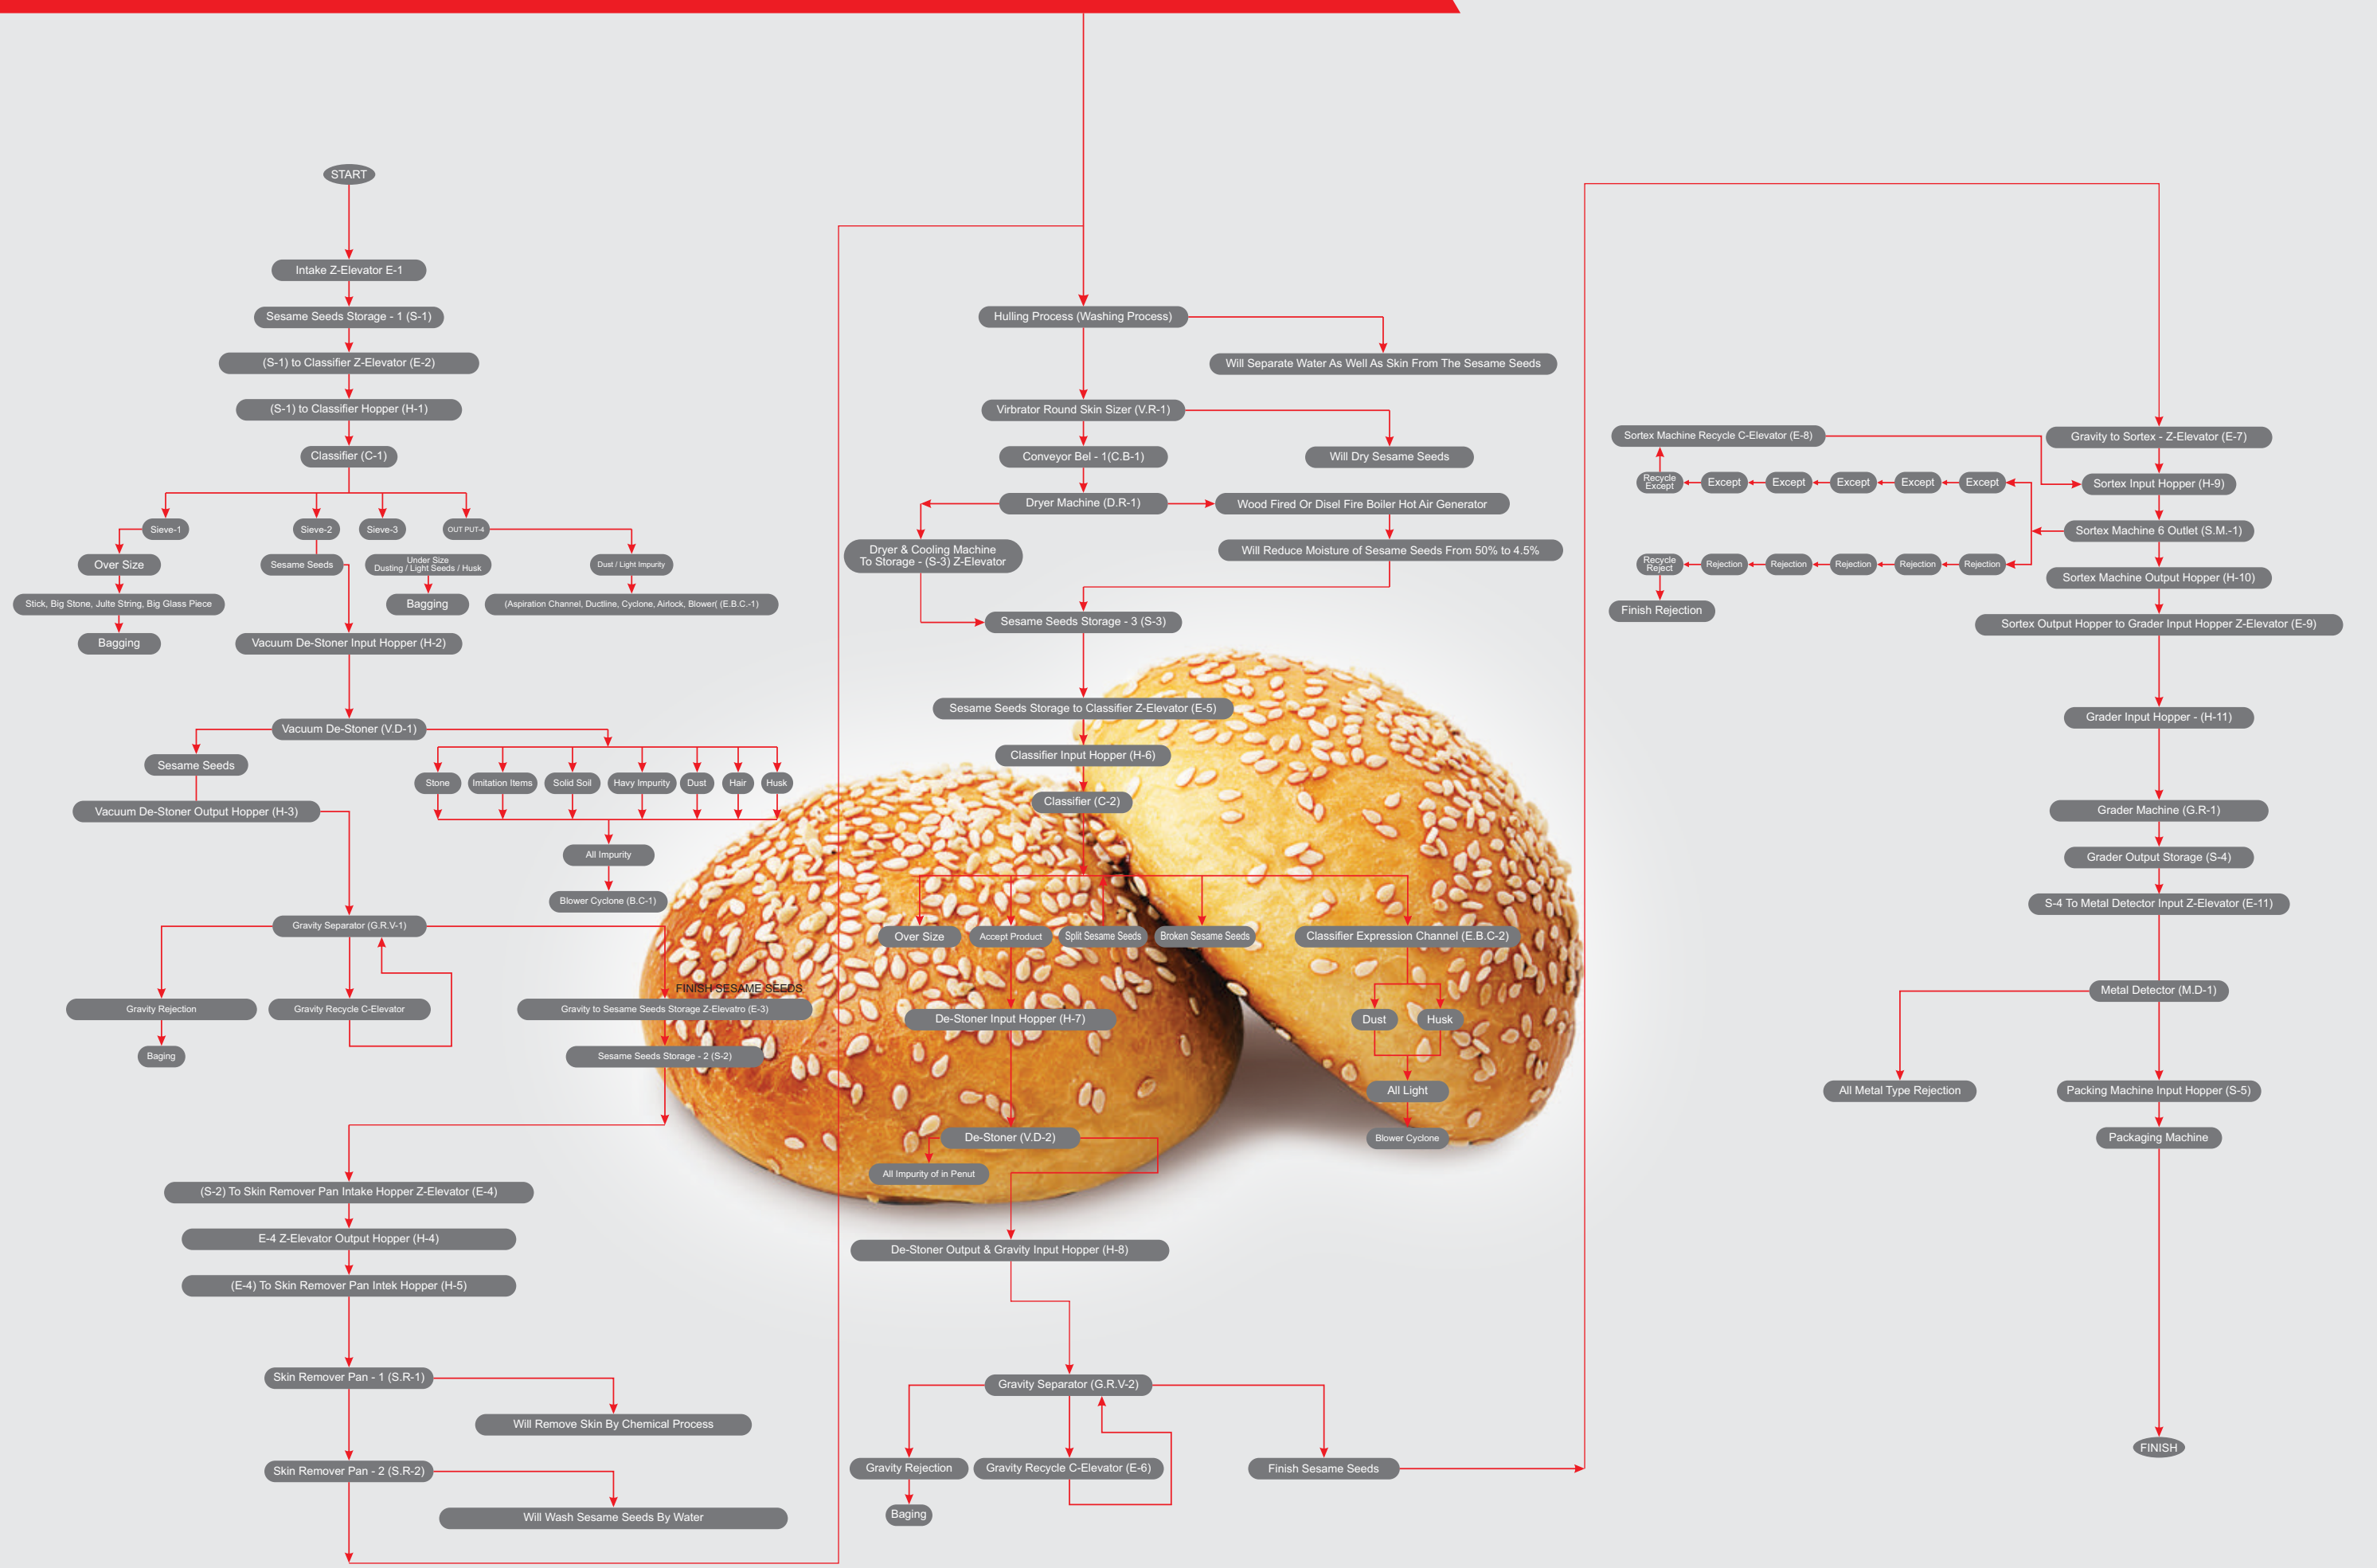 START
Intake Z-Elevator E-1
Sesame Seeds Storage - 1 (S-1)
(S-1) to Classifier Z-Elevator (E-2)
(S-1) to Classifier Hopper (H-1)
Classifier (C-1)
Sieve-1
Sieve-2
Sieve-3
OUT PUT-4
Over Size
Sesame Seeds
Under Size
Dusting / Light Seeds / Husk
Dust / Light Impurity
Stick, Big Stone, Julte String, Big Glass Piece
Bagging
(Aspiration Channel, Ductline, Cyclone, Airlock, Blower( (E.B.C.-1)
Bagging
Vacuum De-Stoner Input Hopper (H-2)
Vacuum De-Stoner (V.D-1)
Sesame Seeds
Stone
Imitation Items
Solid Soil
Havy Impurity
Dust
Hair
Husk
Vacuum De-Stoner Output Hopper (H-3)
All Impurity
Blower Cyclone (B.C-1)
Gravity Separator (G.R.V-1)
FINISH SESAME SEEDS
Gravity Rejection
Gravity Recycle C-Elevator
Gravity to Sesame Seeds Storage Z-Elevatro (E-3)
Baging
Sesame Seeds Storage - 2 (S-2)
(S-2) To Skin Remover Pan Intake Hopper Z-Elevator (E-4)
E-4 Z-Elevator Output Hopper (H-4)
(E-4) To Skin Remover Pan Intek Hopper (H-5)
Skin Remover Pan - 1 (S.R-1)
Will Remove Skin By Chemical Process
Skin Remover Pan - 2 (S.R-2)
Will Wash Sesame Seeds By Water
Hulling Process (Washing Process)
Will Separate Water As Well As Skin From The Sesame Seeds
Virbrator Round Skin Sizer (V.R-1)
Conveyor Bel - 1(C.B-1)
Will Dry Sesame Seeds
Dryer Machine (D.R-1)
Wood Fired Or Disel Fire Boiler Hot Air Generator
Dryer & Cooling Machine
To Storage - (S-3) Z-Elevator
Will Reduce Moisture of Sesame Seeds From 50% to 4.5%
Sesame Seeds Storage - 3 (S-3)
Sesame Seeds Storage to Classifier Z-Elevator (E-5)
Classifier Input Hopper (H-6)
Classifier (C-2)
Over Size
Accept Product
Split Sesame Seeds
Broken Sesame Seeds
Classifier Expression Channel (E.B.C-2)
De-Stoner Input Hopper (H-7)
Dust
Husk
All Light
De-Stoner (V.D-2)
Blower Cyclone
All Impurity of in Penut
De-Stoner Output & Gravity Input Hopper (H-8)
Gravity Separator (G.R.V-2)
Gravity Rejection
Gravity Recycle C-Elevator (E-6)
Finish Sesame Seeds
Baging
Sortex Machine Recycle C-Elevator (E-8)
Gravity to Sortex - Z-Elevator (E-7)
Recycle
Except
Except
Except
Except
Except
Except
Sortex Input Hopper (H-9)
Sortex Machine 6 Outlet (S.M.-1)
Recycle
Reject
Rejection
Rejection
Rejection
Rejection
Rejection
Sortex Machine Output Hopper (H-10)
Finish Rejection
Sortex Output Hopper to Grader Input Hopper Z-Elevator (E-9)
Grader Input Hopper - (H-11)
Grader Machine (G.R-1)
Grader Output Storage (S-4)
S-4 To Metal Detector Input Z-Elevator (E-11)
Metal Detector (M.D-1)
All Metal Type Rejection
Packing Machine Input Hopper (S-5)
Packaging Machine
FINISH